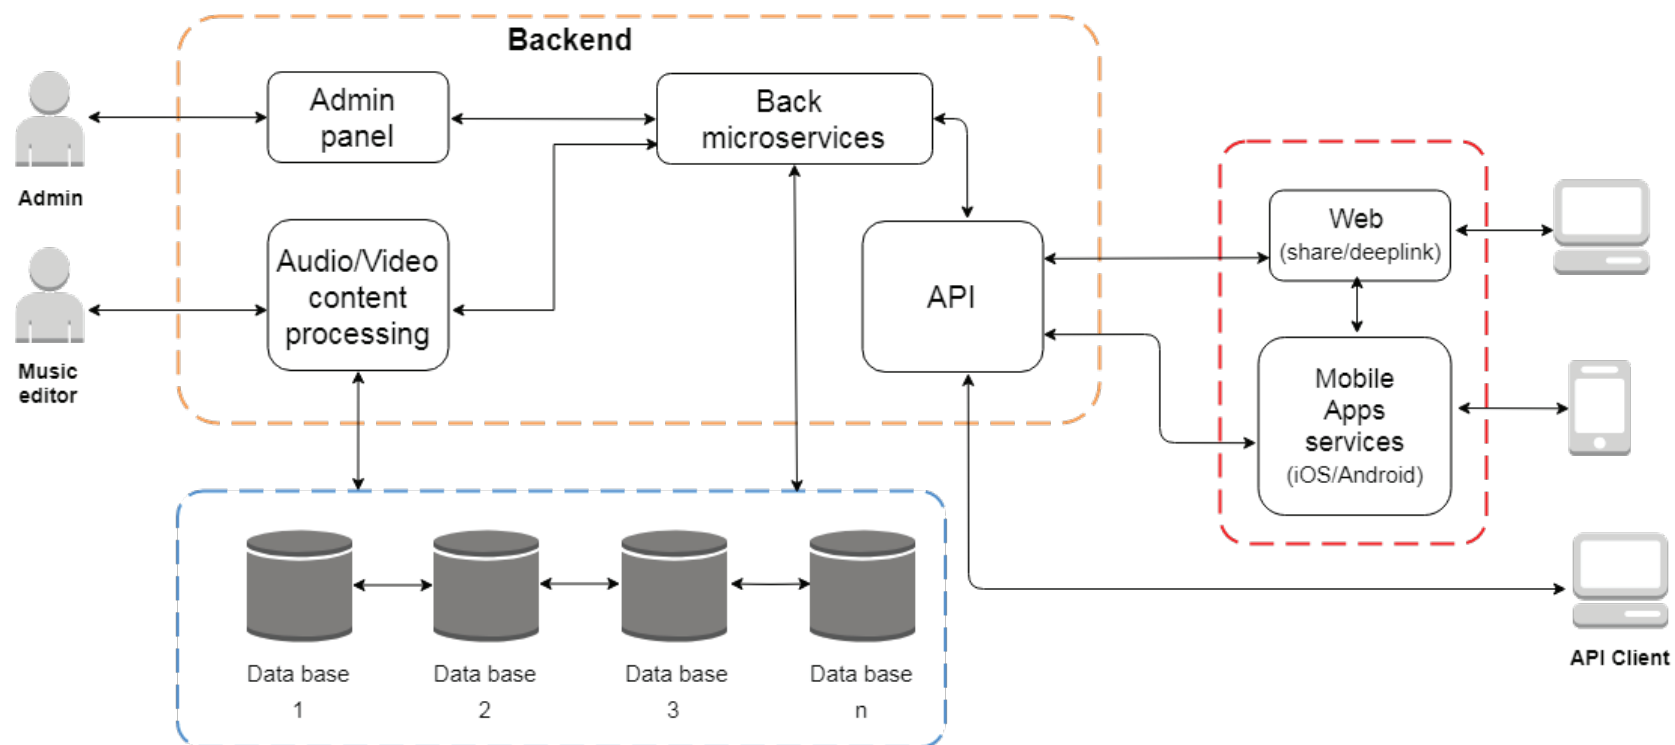 Backend
Admin
panel
Back
microservices
Admin
Audio/Video
content
processing
API
Web
(share/deeplink)
Music
editor
Mobile
Apps
services
(iOS/Android)
Data base
1
Data base
2
Data base
3
Data base
n
API Client